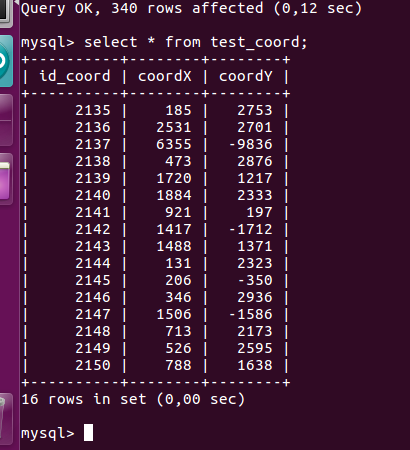 Query OK, 340 rows affected (0,12 sec)
mysql> select * from test_coord;
+----------+--------+--------+
| id_coord | coordX | coordY |
+----------+--------+--------+
|     2135 |    185 |   2753 |
|     2136 |   2531 |   2701 |
|     2137 |   6355 |  -9836 |
|     2138 |    473 |   2876 |
|     2139 |   1720 |   1217 |
|     2140 |   1884 |   2333 |
|     2141 |    921 |    197 |
|     2142 |   1417 |  -1712 |
|     2143 |   1488 |   1371 |
|     2144 |    131 |   2323 |
|     2145 |    206 |   -350 |
|     2146 |    346 |   2936 |
|     2147 |   1506 |  -1586 |
|     2148 |    713 |   2173 |
|     2149 |    526 |   2595 |
|     2150 |    788 |   1638 |
+----------+--------+--------+
16 rows in set (0,00 sec)
mysql>